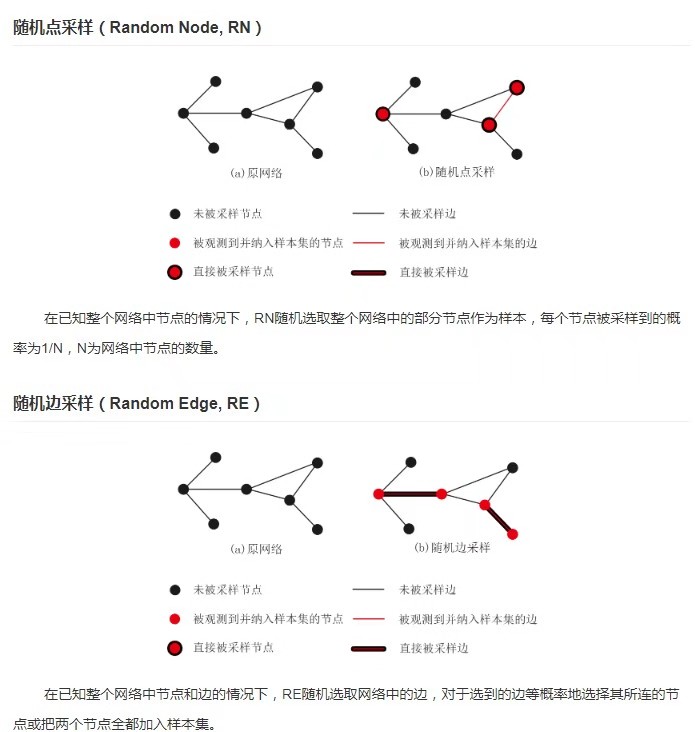 随机点采样（Random Node, RN）
(a)原网络
(b)随机点采样
未被采样节点
未被采样边
被观测到并纳入样本集的节点
被观测到并纳入样本集的边
直接被采样节点
直接被采样边
在已知整个网络中节点的情况下，RN随机选取整个网络中的部分节点作为样本，每个节点被采样到的概
率为1/N，N为网络中节点的数量。
随机边采样（Random Edge, RE）
(a)原网络
(b)随机边采样
未被采样节点
未被采样边
被观测到并纳入样本集的节点
被观测到并纳入样本集的边
直接被采样节点
直接被采样边
在已知整个网络中节点和边的情况下，RE随机选取网络中的边，对于选到的边等概率地选择其所连的节
点或把两个节点全都加入样本集。